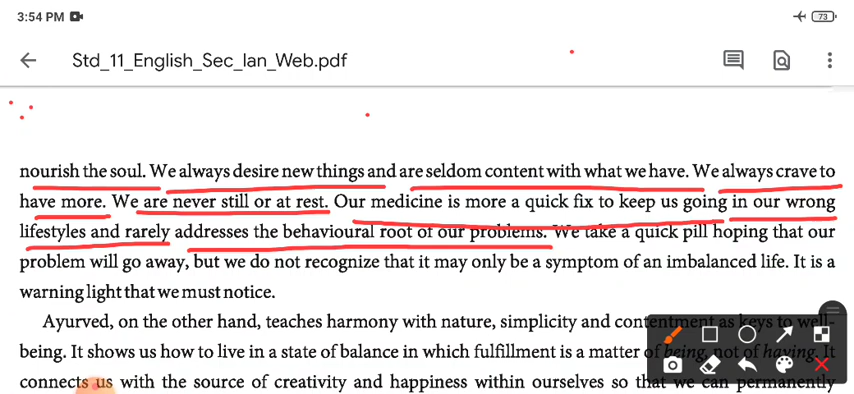 3:54 PM
73
Std_11_English_Sec_lan_Web.pdf
nourish the soul. We always desire new things and are seldom content with what we have. We always crave to
have more. We are never still or at rest. Our medicine is more a quick fix to keep us going in our wrong
lifestyles and rarely addresses the behavioural root of our problems. We take a quick pill hoping that our
problem will go away, but we do not recognize that it may only be a symptom of an imbalanced life. It is a
warning light that we must notice.
Ayurved, on the other hand, teaches harmony with nature, simplicity and contentment as keys to well-
being. It shows us how to live in a state of balance in which fulfillment is a matter of being, not of having. It
connects us with the source of creativity and happiness within ourselves so that we can permanently